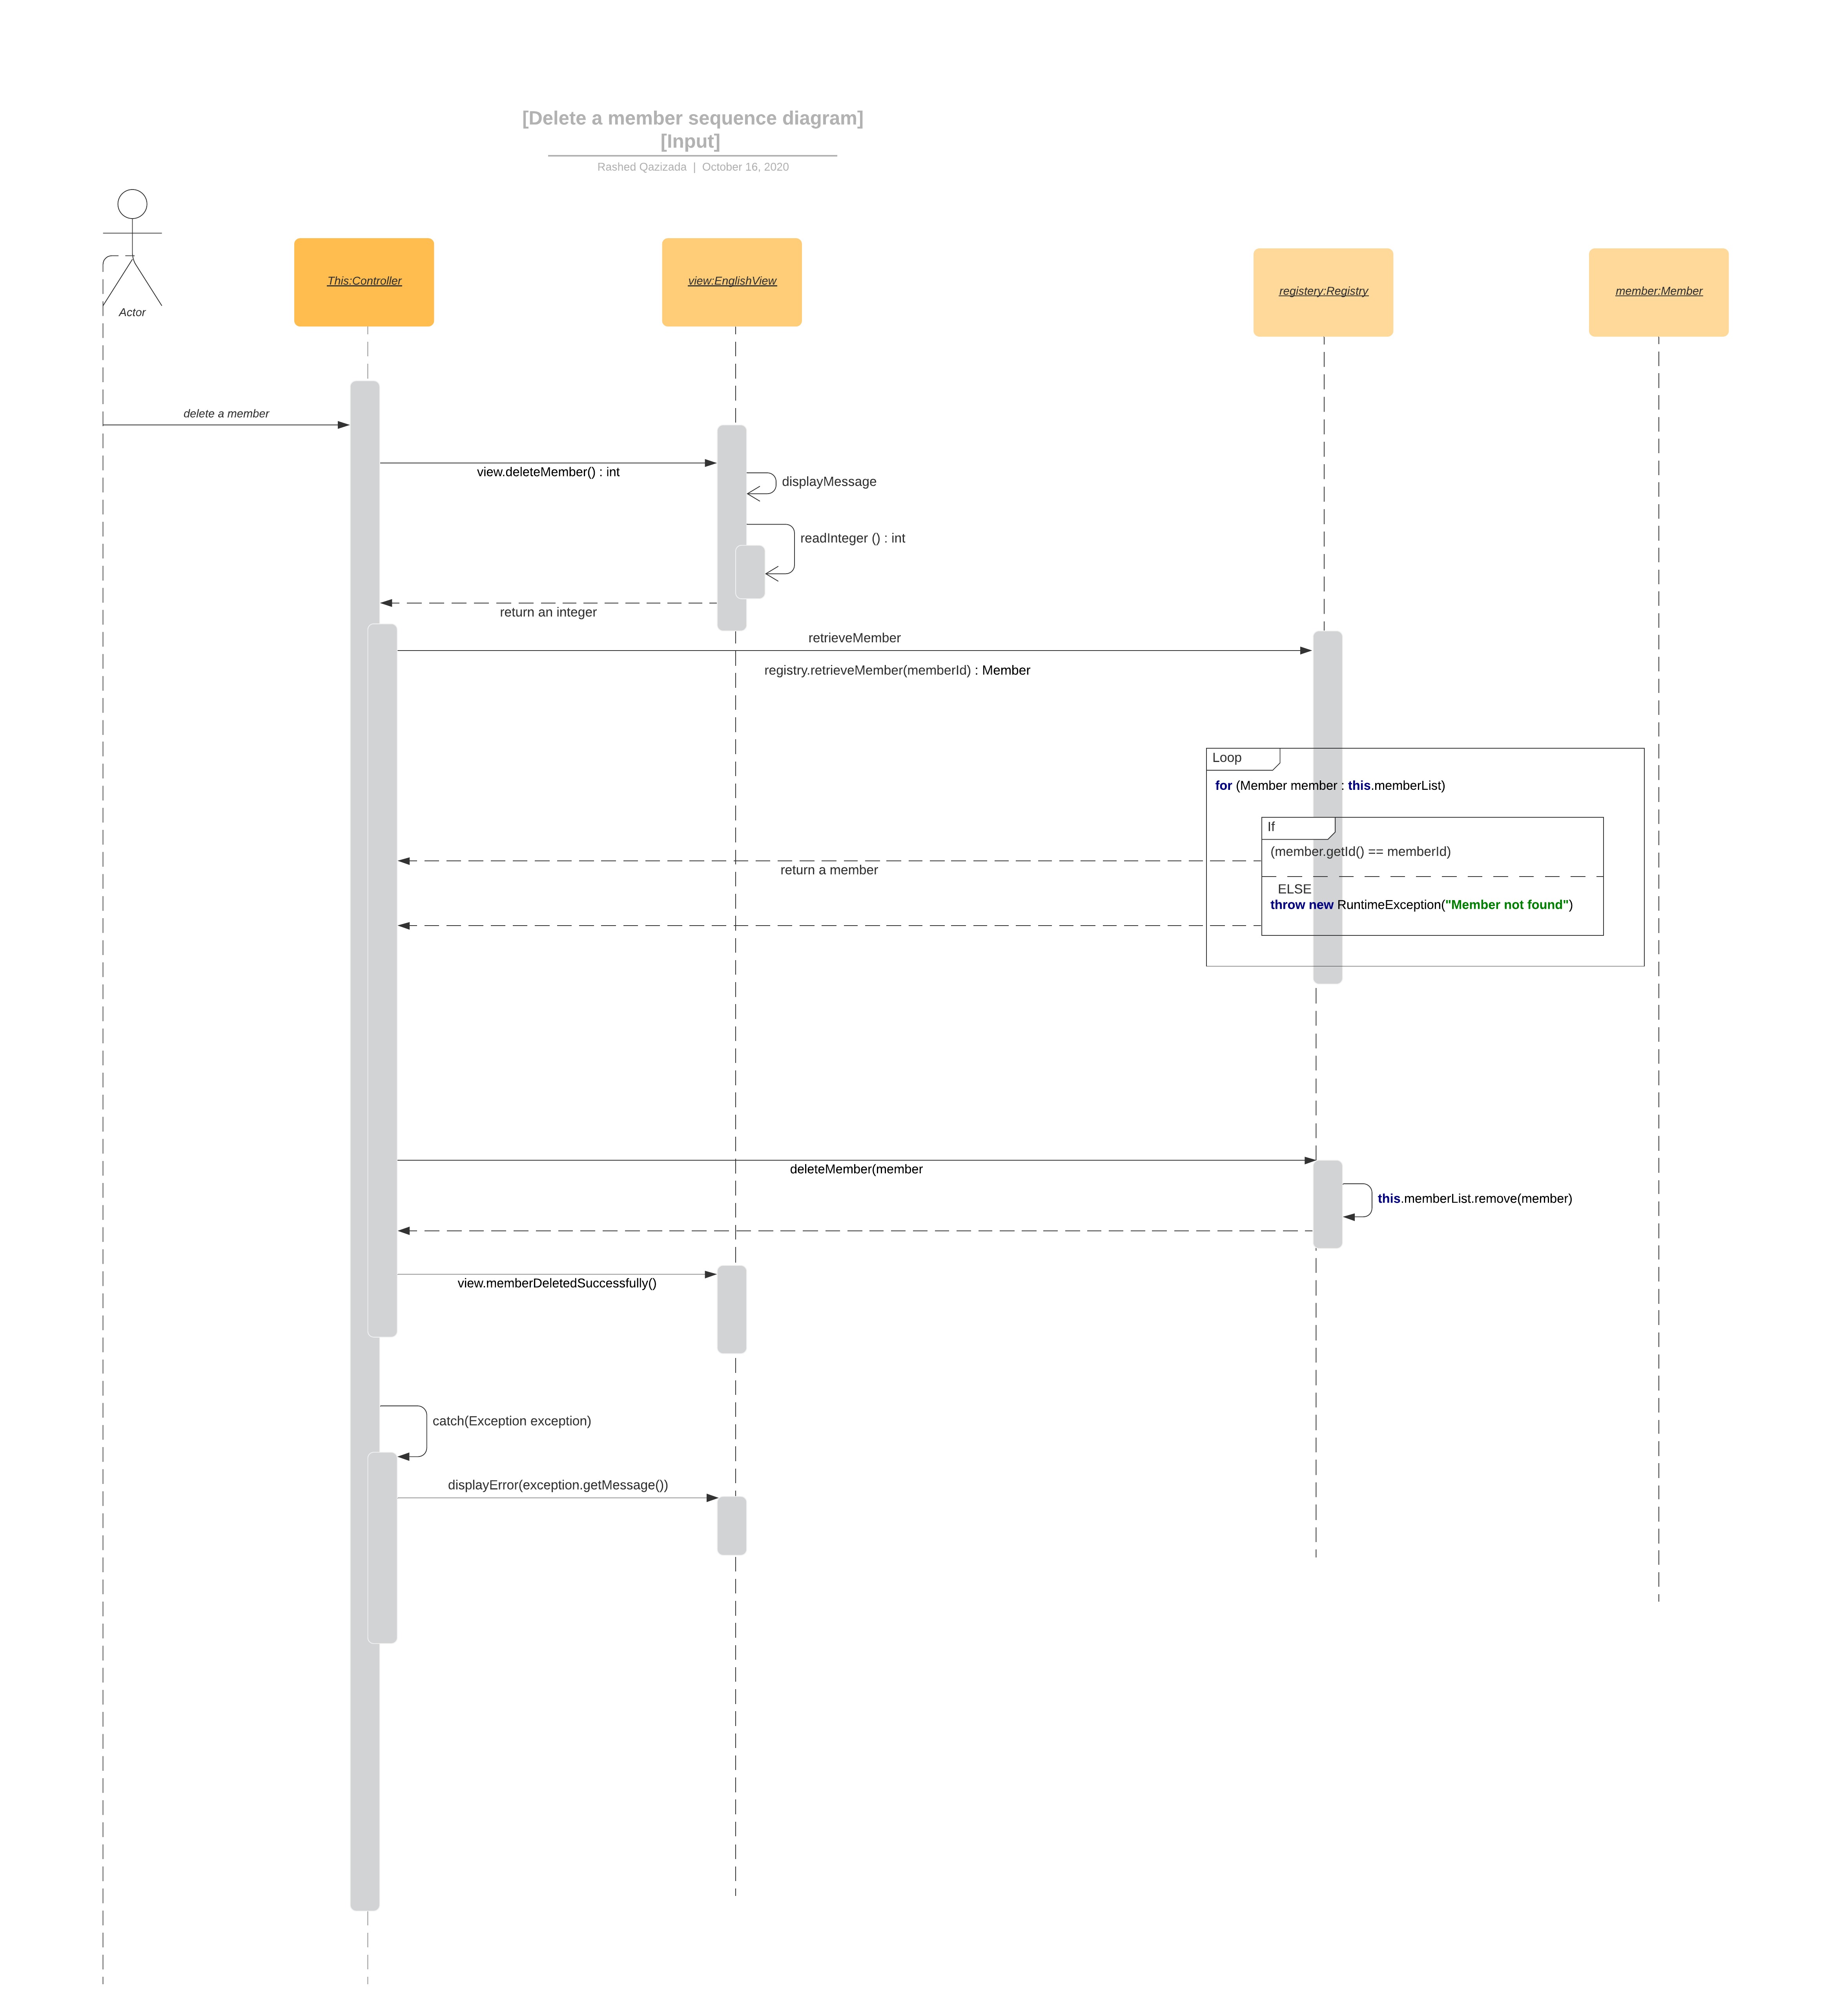 [Delete a member sequence diagram]
[Input]
Rashed Qazizada | October 16, 2020
Actor
This:Controller
view:EnglishView
registery:Registry
member:Member
delete a member
view.deleteMember() : int
displayMessage
readInteger () : int
return an integer
retrieveMember
registry.retrieveMember(memberId) : Member
Loop
for (Member member : this.memberList)
If
(member.getId() == memberId)
return a member
ELSE
throw new RuntimeException("Member not found")
deleteMember(member
this.memberList.remove(member)
view.memberDeletedSuccessfully()
catch(Exception exception)
displayError(exception.getMessage())